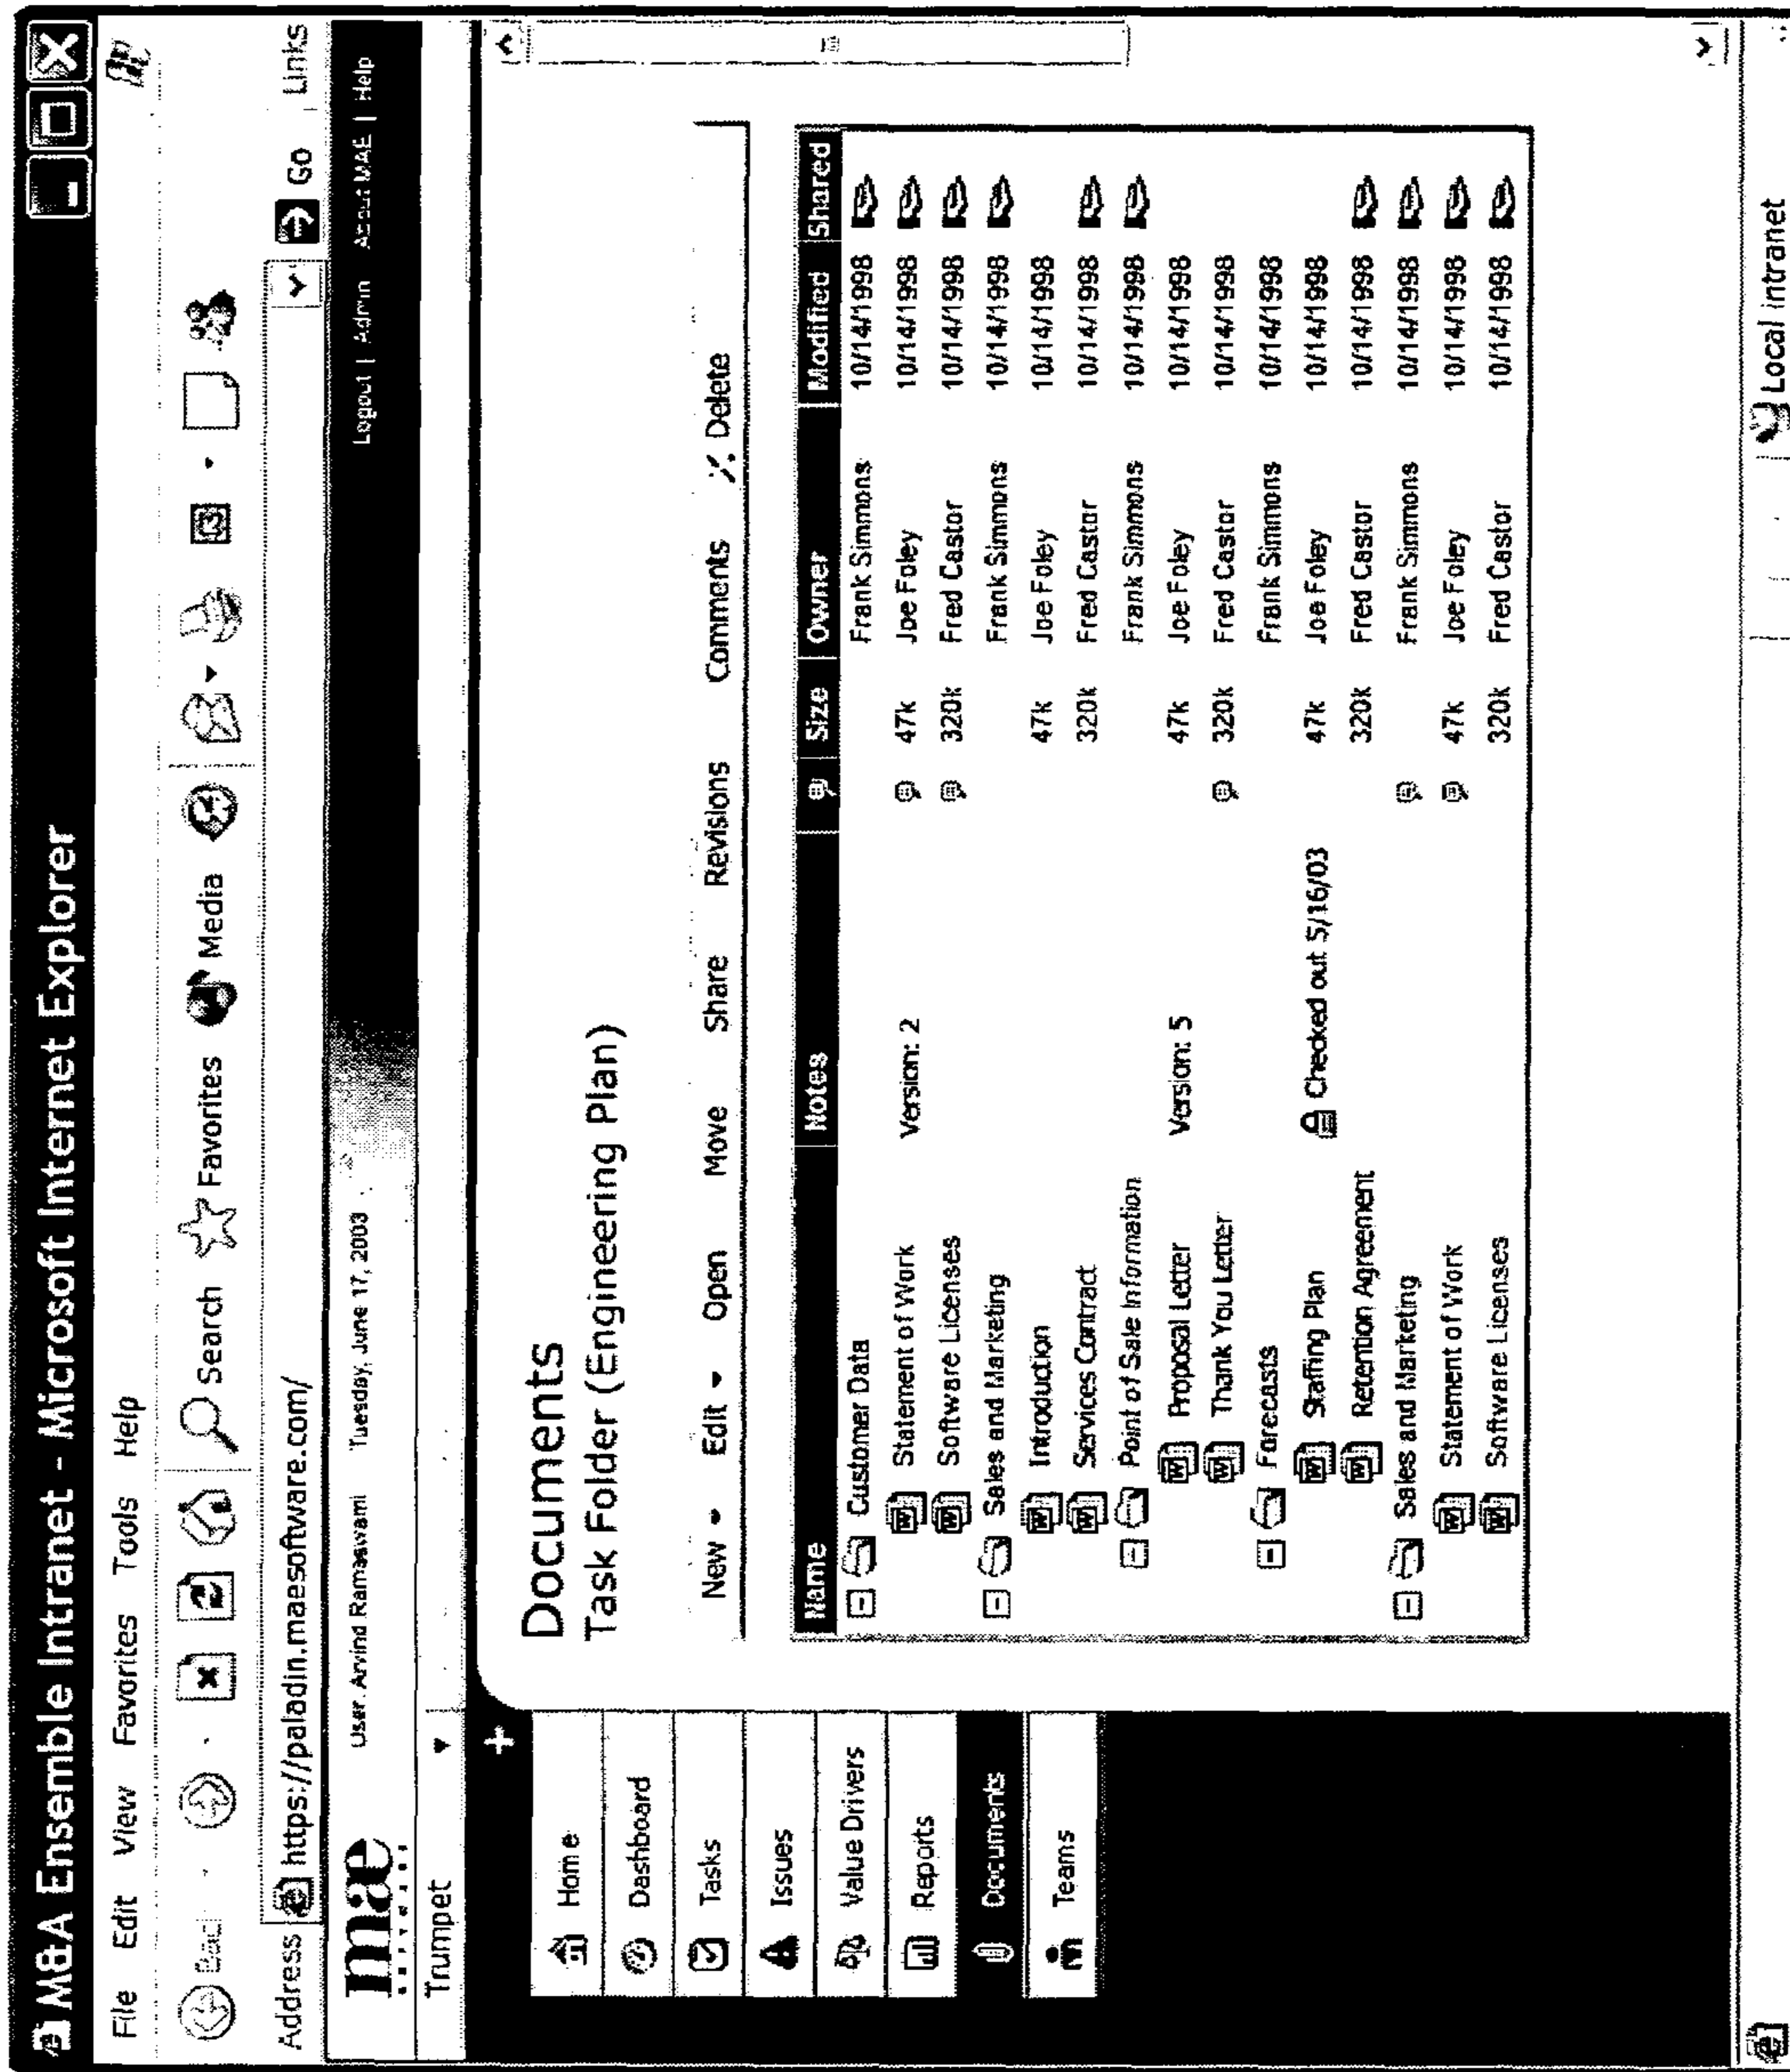 M&A Ensemble Intranet - Microsoft Internet Explorer
File Edit View Favorites Tools Help
Back Search Favorites Media
Address https://paladin.maesoftware.com/ Go Links
mae User: Arvind Ramaswami Tuesday, June 17, 2003 Logout | Admin About MAE | Help
SOFTWARE
Trumpet
Home
Dashboard
Tasks
Issues
Value Drivers
Reports
Documents
Teams
Documents
Task Folder (Engineering Plan)
New Edit Open Move Share Revisions Comments Delete
Name Notes Size Owner Modified Shared
Customer Data Frank Simmons 10/14/1998
Statement of Work Version: 2 47k Joe Foley 10/14/1998
Software Licenses 320k Fred Castor 10/14/1998
Sales and Marketing Frank Simmons 10/14/1998
Introduction 47k Joe Foley 10/14/1998
Services Contract 320k Fred Castor 10/14/1998
Point of Sale Information Frank Simmons 10/14/1998
Proposal Letter Version: 5 47k Joe Foley 10/14/1998
Thank You Letter 320k Fred Castor 10/14/1998
Forecasts Frank Simmons 10/14/1998
Staffing Plan Checked out 5/16/03 47k Joe Foley 10/14/1998
Retention Agreement 320k Fred Castor 10/14/1998
Sales and Marketing Frank Simmons 10/14/1998
Statement of Work 47k Joe Foley 10/14/1998
Software Licenses 320k Fred Castor 10/14/1998
Local intranet